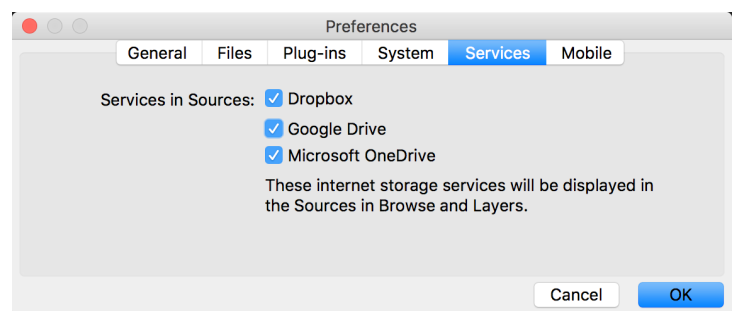 Preferences
General Files Plug-ins System Services Mobile
Services in Sources: Dropbox
Google Drive
Microsoft OneDrive
These internet storage services will be displayed in
the Sources in Browse and Layers.
Cancel OK